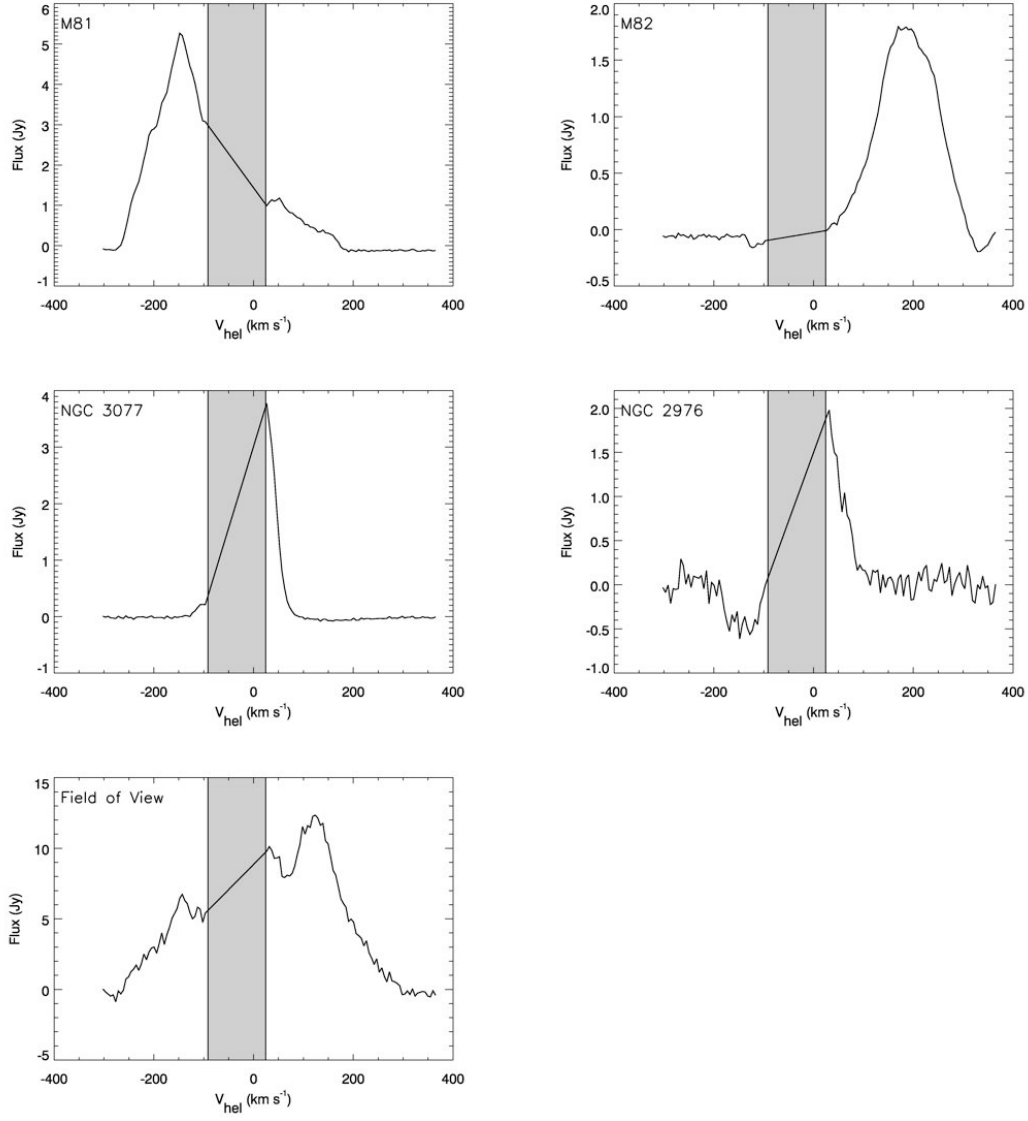 M81
6
5
4
3
2
1
0
-1
Flux (Jy)
-400 -200 0 200 400
V_hel (km s⁻¹)
M82
2.0
1.5
1.0
0.5
0.0
-0.5
Flux (Jy)
-400 -200 0 200 400
V_hel (km s⁻¹)
NGC 3077
4
3
2
1
0
-1
Flux (Jy)
-400 -200 0 200 400
V_hel (km s⁻¹)
NGC 2976
2.0
1.5
1.0
0.5
0.0
-0.5
-1.0
Flux (Jy)
-400 -200 0 200 400
V_hel (km s⁻¹)
Field of View
15
10
5
0
-5
Flux (Jy)
-400 -200 0 200 400
V_hel (km s⁻¹)